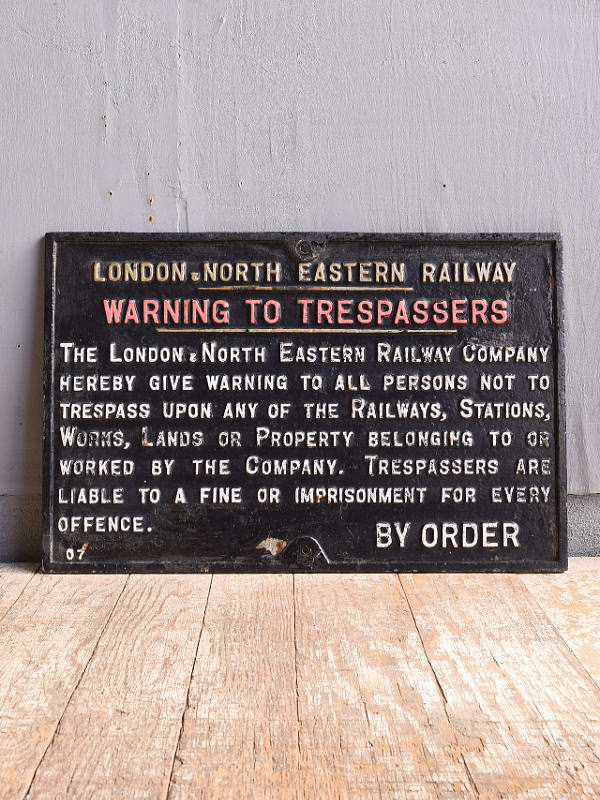 LONDON & NORTH EASTERN RAILWAY
WARNING TO TRESPASSERS
THE LONDON & NORTH EASTERN RAILWAY COMPANY
HEREBY GIVE WARNING TO ALL PERSONS NOT TO
TRESPASS UPON ANY OF THE RAILWAYS, STATIONS,
WORKS, LANDS OR PROPERTY BELONGING TO OR
WORKED BY THE COMPANY. TRESPASSERS ARE
LIABLE TO A FINE OR IMPRISONMENT FOR EVERY
OFFENCE.
BY ORDER
07